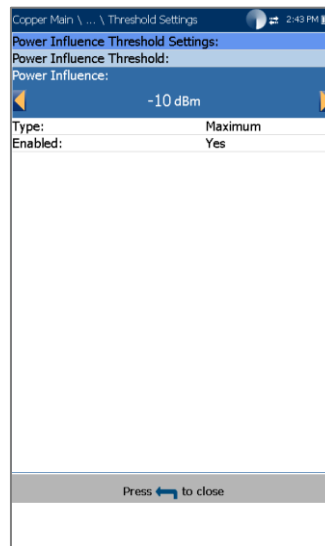 Copper Main \ ... \ Threshold Settings 2:43 PM
Power Influence Threshold Settings:
Power Influence Threshold:
Power Influence:
-10 dBm
Type: Maximum
Enabled: Yes
Press to close